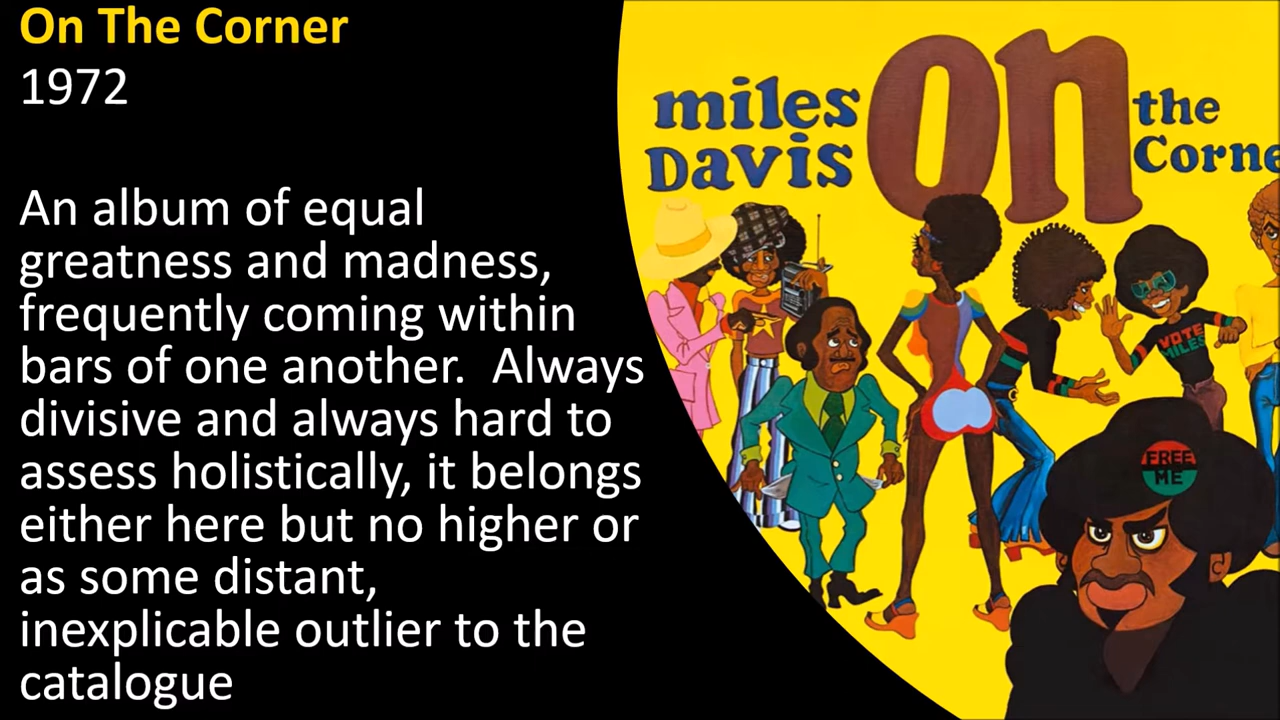 On The Corner
1972
An album of equal
greatness and madness,
frequently coming within
bars of one another.  Always
divisive and always hard to
assess holistically, it belongs
either here but no higher or
as some distant,
inexplicable outlier to the
catalogue
miles
Davis
on
the
Corne
VOTE
MILES
FREE
ME